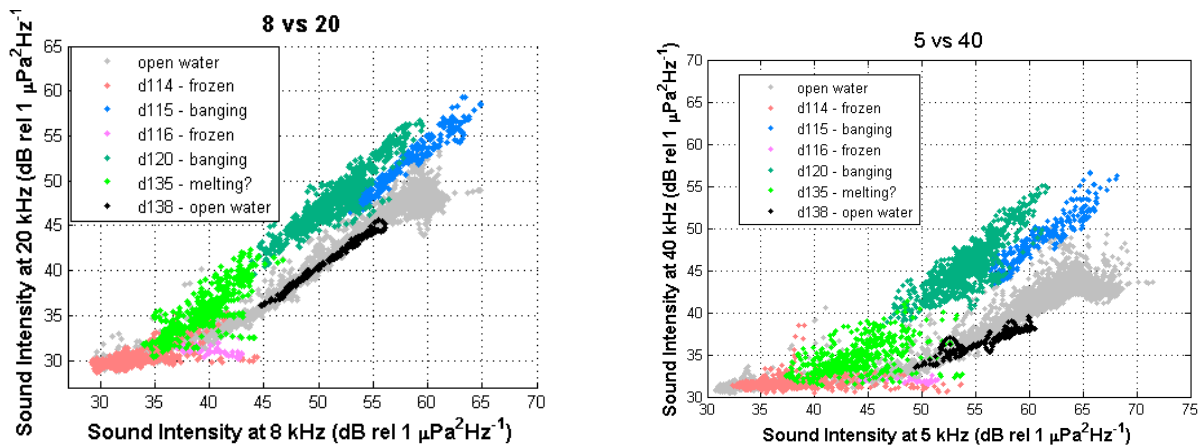 8 vs 20
Sound Intensity at 20 kHz (dB rel 1 µPa²Hz⁻¹)
65
60
55
50
45
40
35
30
open water
d114 - frozen
d115 - banging
d116 - frozen
d120 - banging
d135 - melting?
d138 - open water
30 35 40 45 50 55 60 65 70
Sound Intensity at 8 kHz (dB rel 1 µPa²Hz⁻¹)
5 vs 40
Sound Intensity at 40 kHz (dB rel 1 µPa²Hz⁻¹)
70
65
60
55
50
45
40
35
30
open water
d114 - frozen
d115 - banging
d116 - frozen
d120 - banging
d135 - melting?
d138 - open water
30 35 40 45 50 55 60 65 70
Sound Intensity at 5 kHz (dB rel 1 µPa²Hz⁻¹)